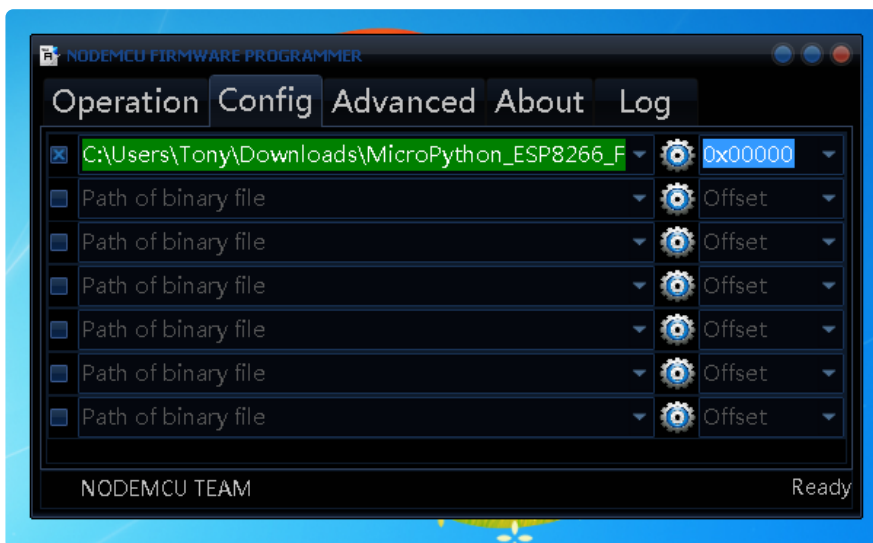 NODEMCU FIRMWARE PROGRAMMER
Operation Config Advanced About Log
C:\Users\Tony\Downloads\MicroPython_ESP8266_F 0x00000
Path of binary file Offset
Path of binary file Offset
Path of binary file Offset
Path of binary file Offset
Path of binary file Offset
Path of binary file Offset
NODEMCU TEAM Ready